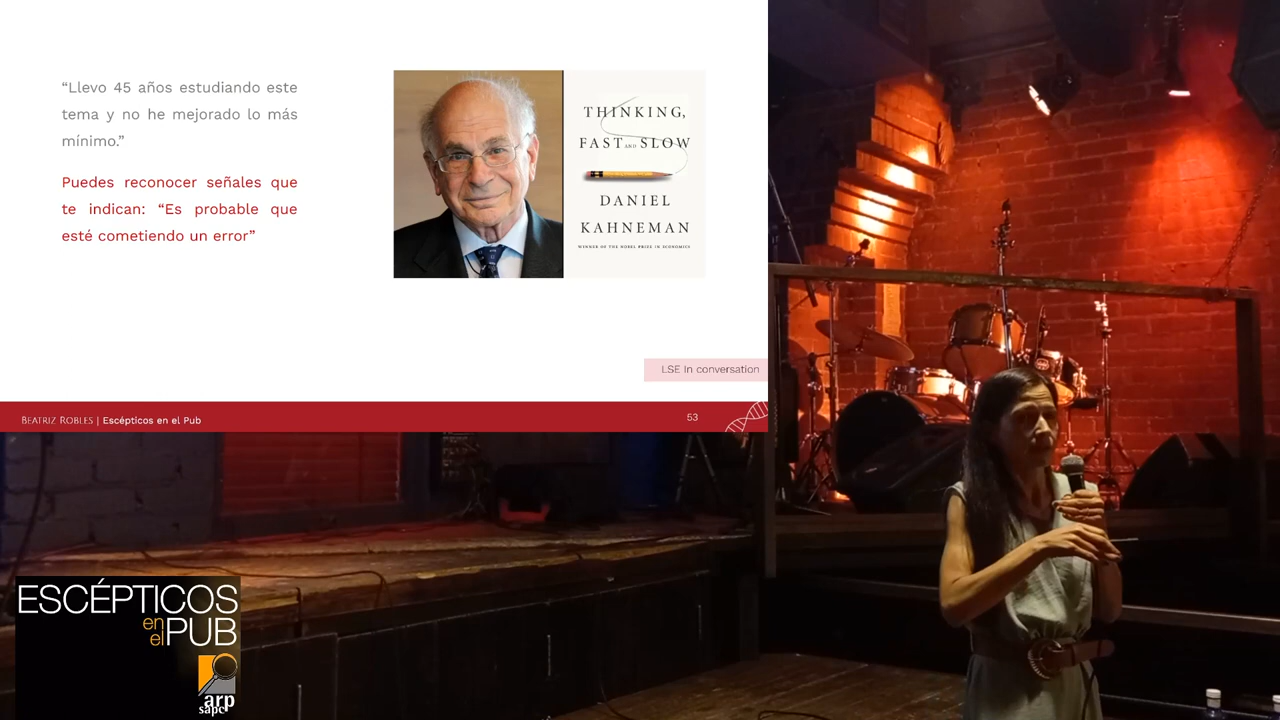 “Llevo 45 años estudiando este
tema y no he mejorado lo más
mínimo.”
Puedes reconocer señales que
te indican: “Es probable que
esté cometiendo un error”
THINKING,
FAST AND SLOW
DANIEL
KAHNEMAN
WINNER OF THE NOBEL PRIZE IN ECONOMICS
LSE In conversation
BEATRIZ ROBLES | Escépticos en el Pub
53
ESCÉPTICOS
en
el PUB
arp
sapc